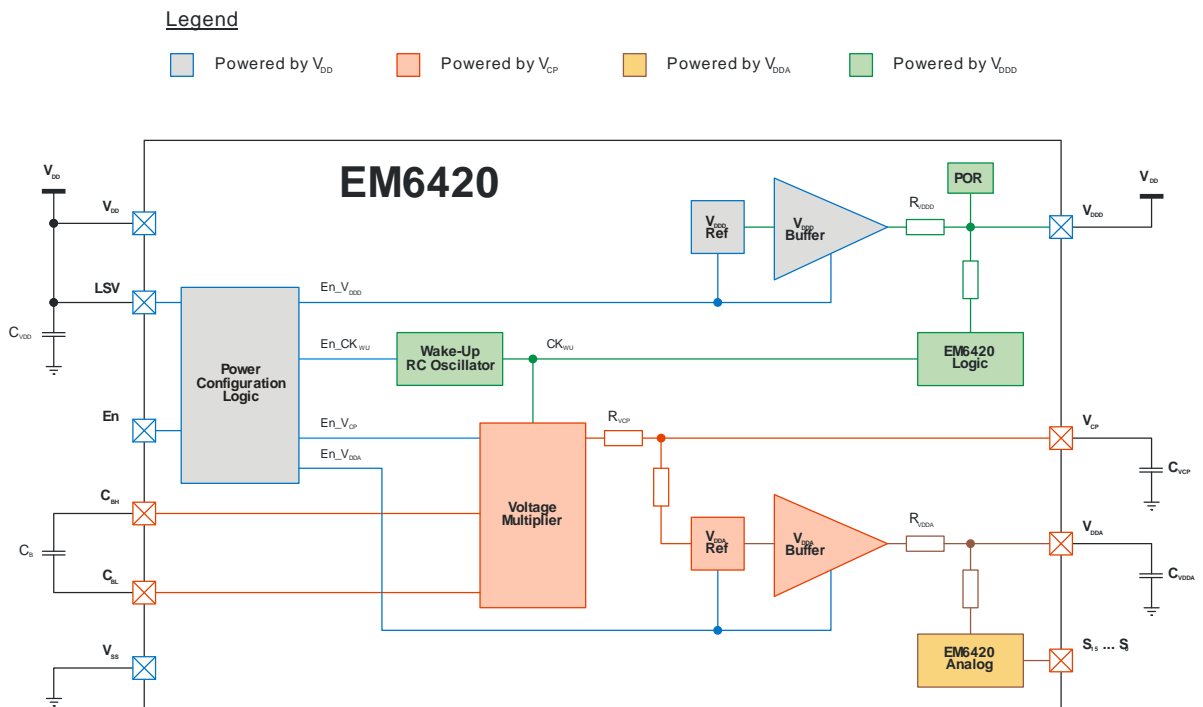 Legend
Powered by VDD
Powered by VCP
Powered by VDDA
Powered by VDDD
EM6420
VDD
VDD
LSV
CVDD
En
CBH
CB
CBL
VSS
Power
Configuration
Logic
En_VDDD
En_CKWU
En_VCP
En_VDDA
Wake-Up
RC Oscillator
CKWU
Voltage
Multiplier
VDDD
Ref
VDDD
Buffer
RVDDD
POR
VDDD
VDD
EM6420
Logic
RVCP
VCP
CVCP
VDDA
Ref
VDDA
Buffer
RVDDA
VDDA
CVDDA
EM6420
Analog